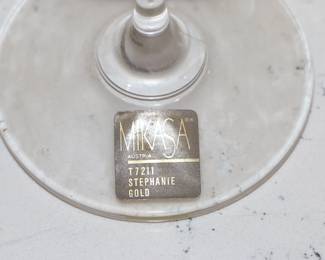 MIKASA
AUSTRIA
T7211
STEPHANIE
GOLD